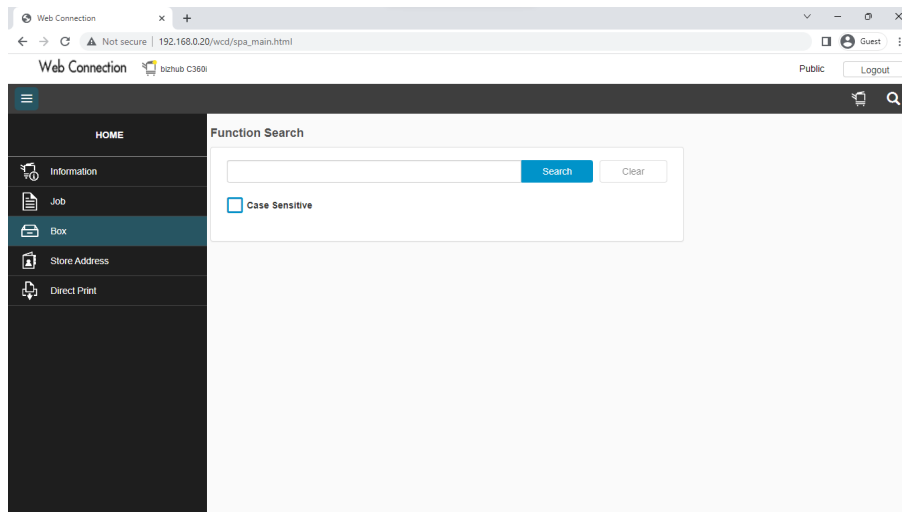 Web Connection
Not secure | 192.168.0.20/wcd/spa_main.html
Guest
Web Connection bizhub C360i
Public
Logout
HOME
Function Search
Information
Search
Clear
Job
Case Sensitive
Box
Store Address
Direct Print